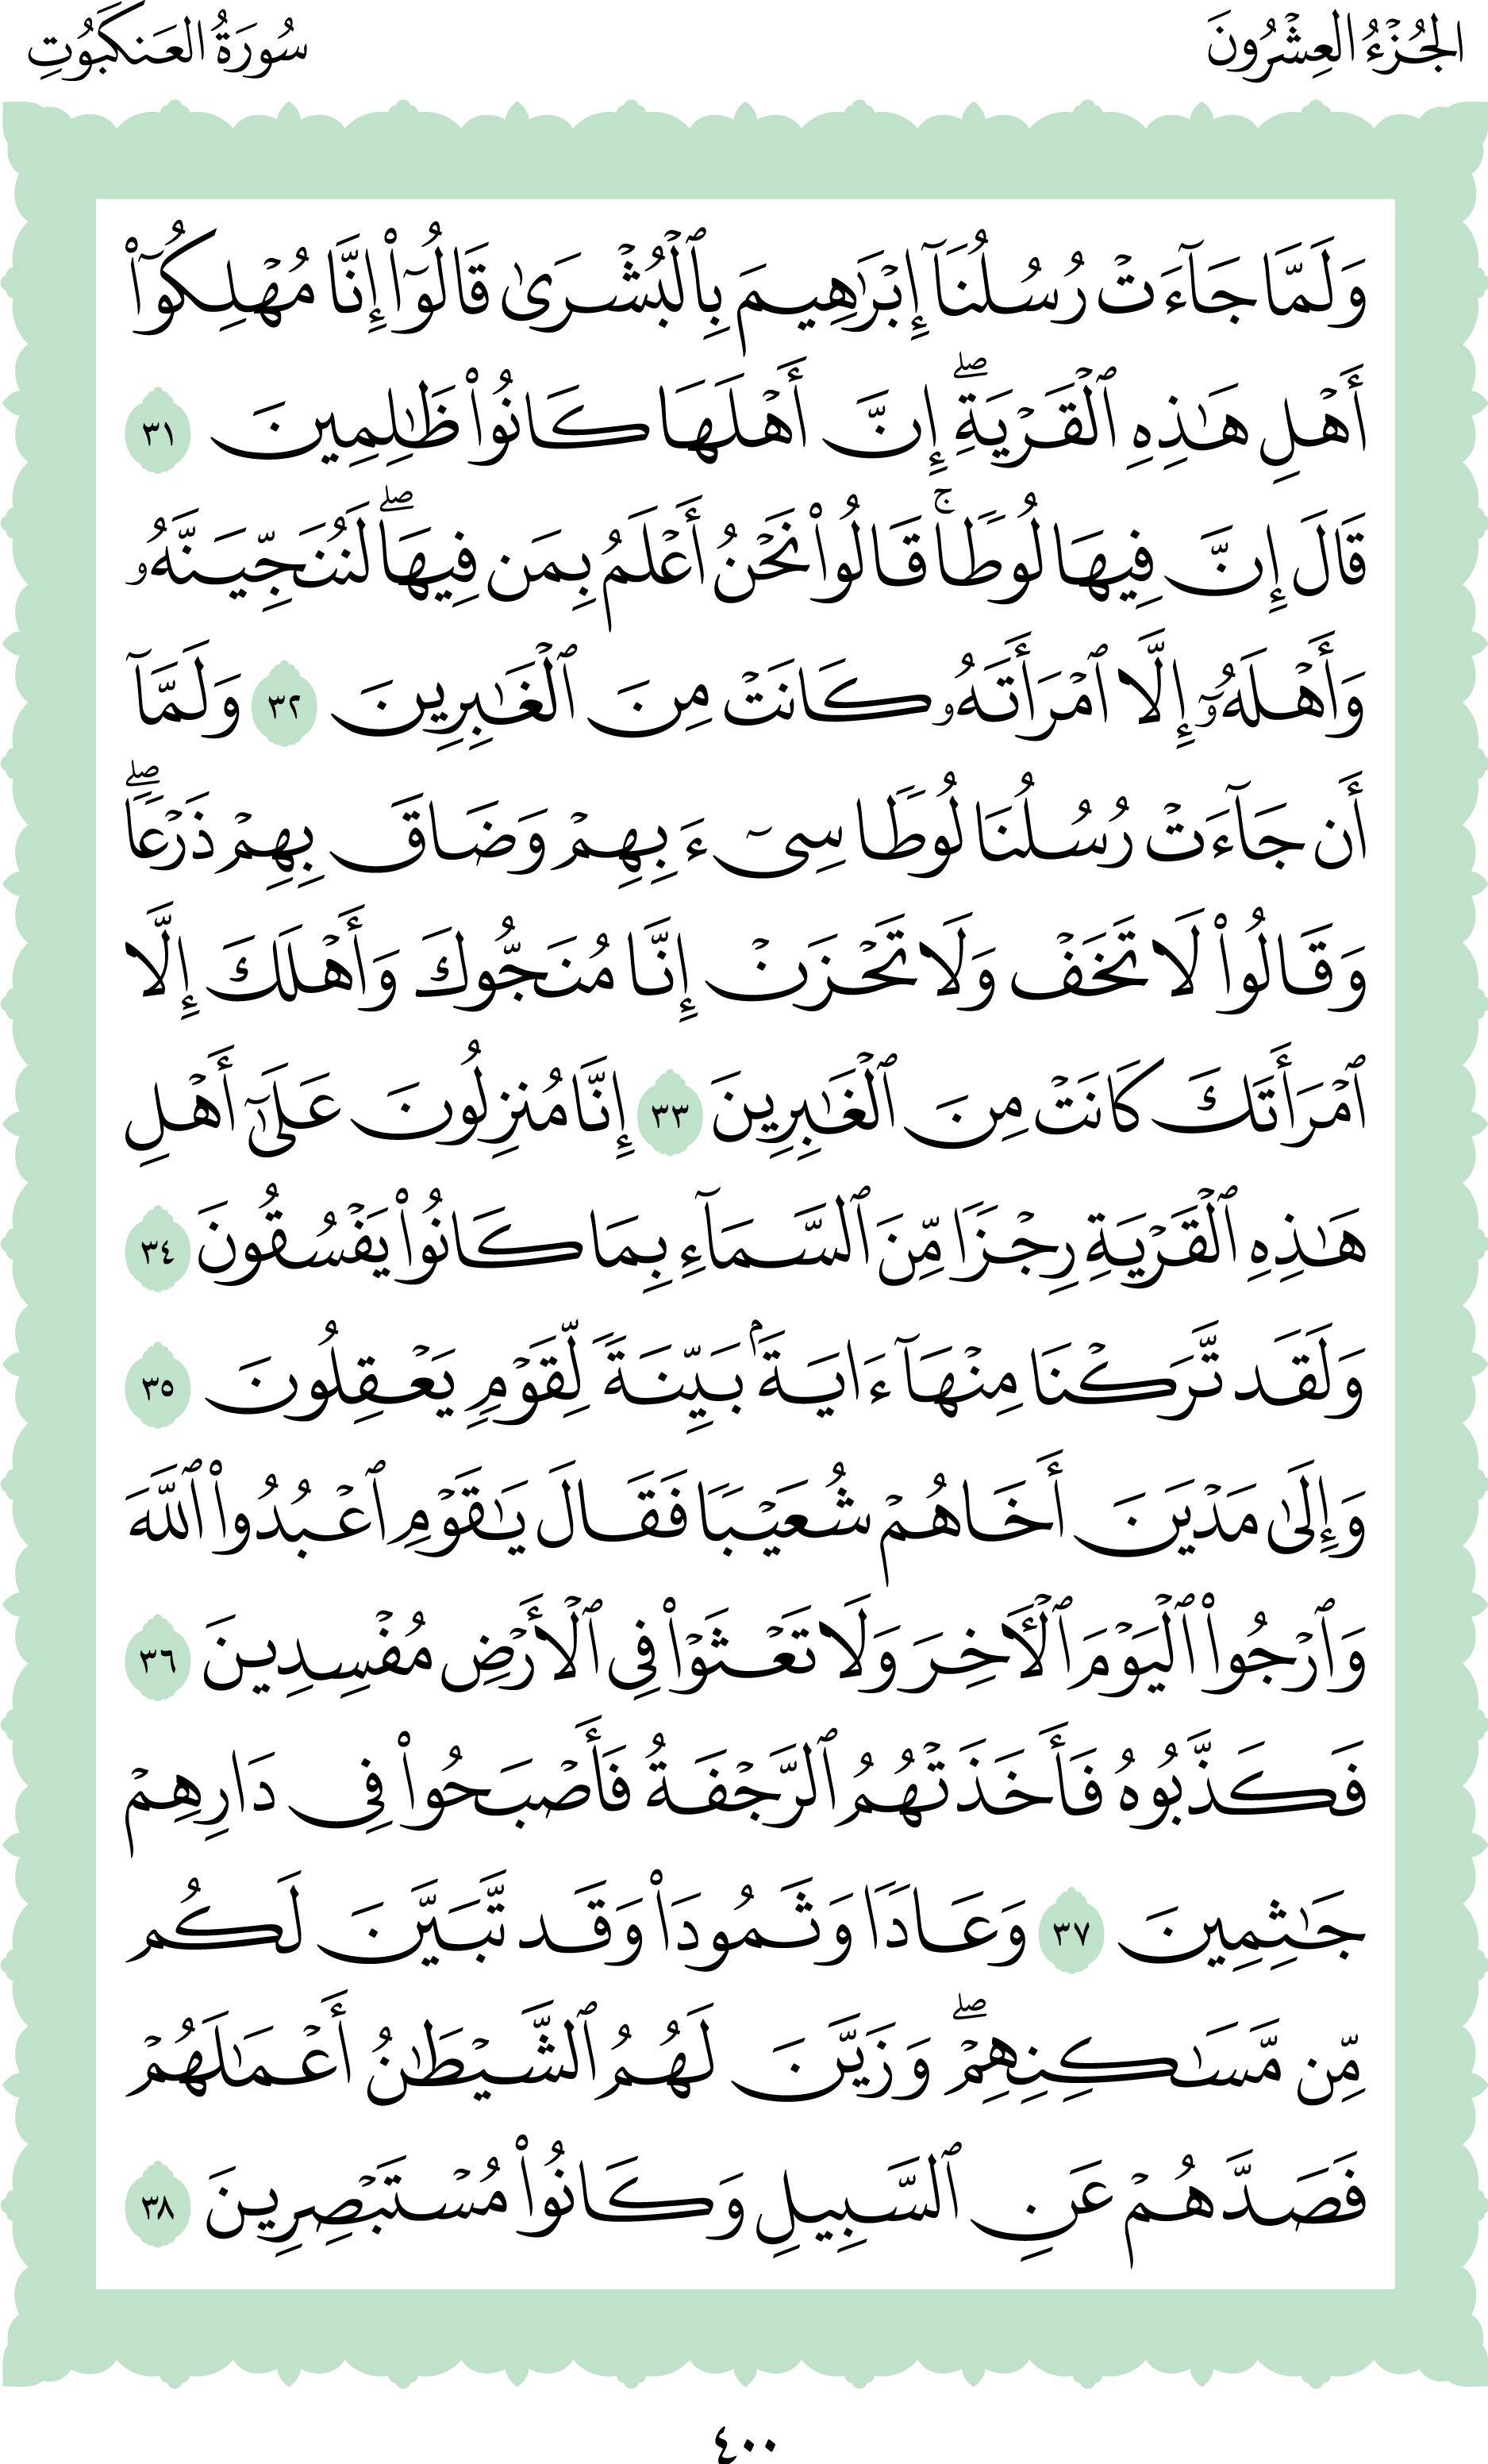 الجُزْءُ العِشْرُونَ
سُورَةُ العَنكَبُوتِ
وَلَمَّا جَآءَتْ رُسُلُنَآ إِبْرَٰهِيمَ بِٱلْبُشْرَىٰ قَالُوٓا۟ إِنَّا مُهْلِكُوٓا۟
أَهْلِ هَٰذِهِ ٱلْقَرْيَةِۖ إِنَّ أَهْلَهَا كَانُوا۟ ظَٰلِمِينَ ٣١
قَالَ إِنَّ فِيهَا لُوطًاۚ قَالُوا۟ نَحْنُ أَعْلَمُ بِمَن فِيهَاۖ لَنُنَجِّيَنَّهُۥ
وَأَهْلَهُۥٓ إِلَّا ٱمْرَأَتَهُۥ كَانَتْ مِنَ ٱلْغَٰبِرِينَ ٣٢ وَلَمَّآ
أَن جَآءَتْ رُسُلُنَا لُوطًا سِىٓءَ بِهِمْ وَضَاقَ بِهِمْ ذَرْعًاۖ
وَقَالُوا۟ لَا تَخَفْ وَلَا تَحْزَنْ إِنَّا مُنَجُّوكَ وَأَهْلَكَ إِلَّا
ٱمْرَأَتَكَ كَانَتْ مِنَ ٱلْغَٰبِرِينَ ٣٣ إِنَّا مُنزِلُونَ عَلَىٰٓ أَهْلِ
هَٰذِهِ ٱلْقَرْيَةِ رِجْزًا مِّنَ ٱلسَّمَآءِ بِمَا كَانُوا۟ يَفْسُقُونَ ٣٤
وَلَقَد تَّرَكْنَا مِنْهَآ ءَايَةًۢ بَيِّنَةً لِّقَوْمٍ يَعْقِلُونَ ٣٥
وَإِلَىٰ مَدْيَنَ أَخَاهُمْ شُعَيْبًا فَقَالَ يَٰقَوْمِ ٱعْبُدُوا۟ ٱللَّهَ
وَٱرْجُوا۟ ٱلْيَوْمَ ٱلْـَٔاخِرَ وَلَا تَعْثَوْا۟ فِى ٱلْأَرْضِ مُفْسِدِينَ ٣٦
فَكَذَّبُوهُ فَأَخَذَتْهُمُ ٱلرَّجْفَةُ فَأَصْبَحُوا۟ فِى دَارِهِمْ
جَٰثِمِينَ ٣٧ وَعَادًا وَثَمُودَا۟ وَقَد تَّبَيَّنَ لَكُم
مِّن مَّسَٰكِنِهِمْۖ وَزَيَّنَ لَهُمُ ٱلشَّيْطَٰنُ أَعْمَٰلَهُمْ
فَصَدَّهُمْ عَنِ ٱلسَّبِيلِ وَكَانُوا۟ مُسْتَبْصِرِينَ ٣٨
٤٠٠